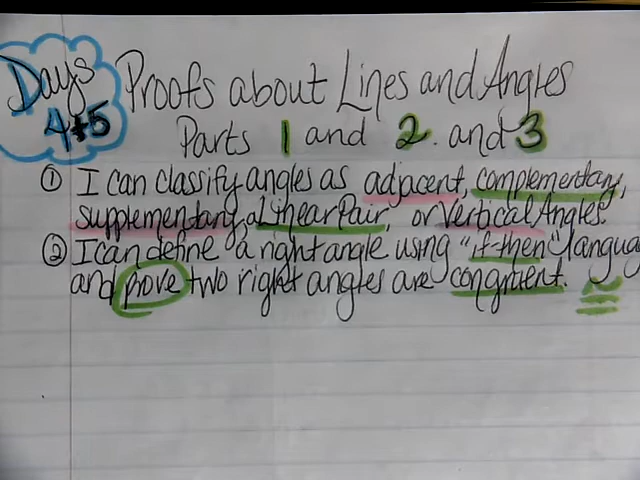 Days 4+5
Proofs about Lines and Angles
Parts 1 and 2. and 3
① I can classify angles as adjacent, complementary,
supplementary, a Linear Pair, or Vertical Angles.
② I can define a right angle using "if-then" langua
and prove two right angles are congruent. ≅